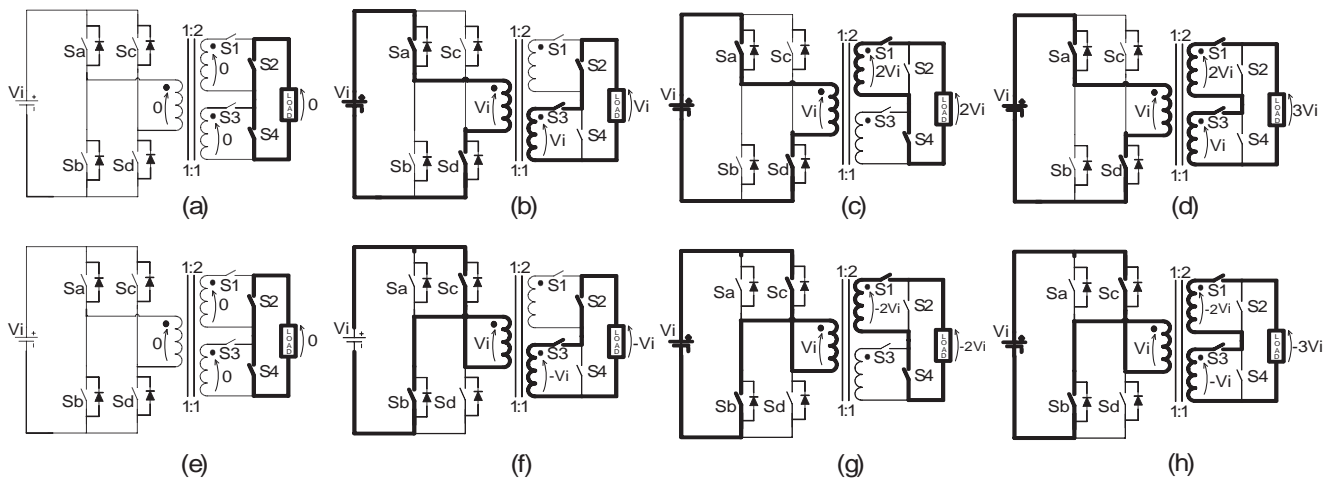 1:2
Sa
Sc
S1
S2
0
Vi
+
-
0
LOAD
0
S3
0
S4
Sb
Sd
1:1
(a)
1:2
Sa
Sc
S1
S2
Vi
Vi
LOAD
Vi
S3
Vi
S4
Sb
Sd
1:1
(b)
1:2
Sa
Sc
S1
2Vi
S2
Vi
Vi
LOAD
2Vi
S3
S4
Sb
Sd
1:1
(c)
1:2
Sa
Sc
S1
2Vi
S2
Vi
Vi
LOAD
3Vi
S3
Vi
S4
Sb
Sd
1:1
(d)
1:2
Sa
Sc
S1
0
S2
Vi
+
-
0
LOAD
0
S3
0
S4
Sb
Sd
1:1
(e)
1:2
Sa
Sc
S1
S2
Vi
+
-
Vi
LOAD
-Vi
S3
-Vi
S4
Sb
Sd
1:1
(f)
1:2
Sa
Sc
S1
-2Vi
S2
Vi
Vi
LOAD
-2Vi
S3
S4
Sb
Sd
1:1
(g)
1:2
Sa
Sc
S1
-2Vi
S2
Vi
Vi
LOAD
-3Vi
S3
-Vi
S4
Sb
Sd
1:1
(h)